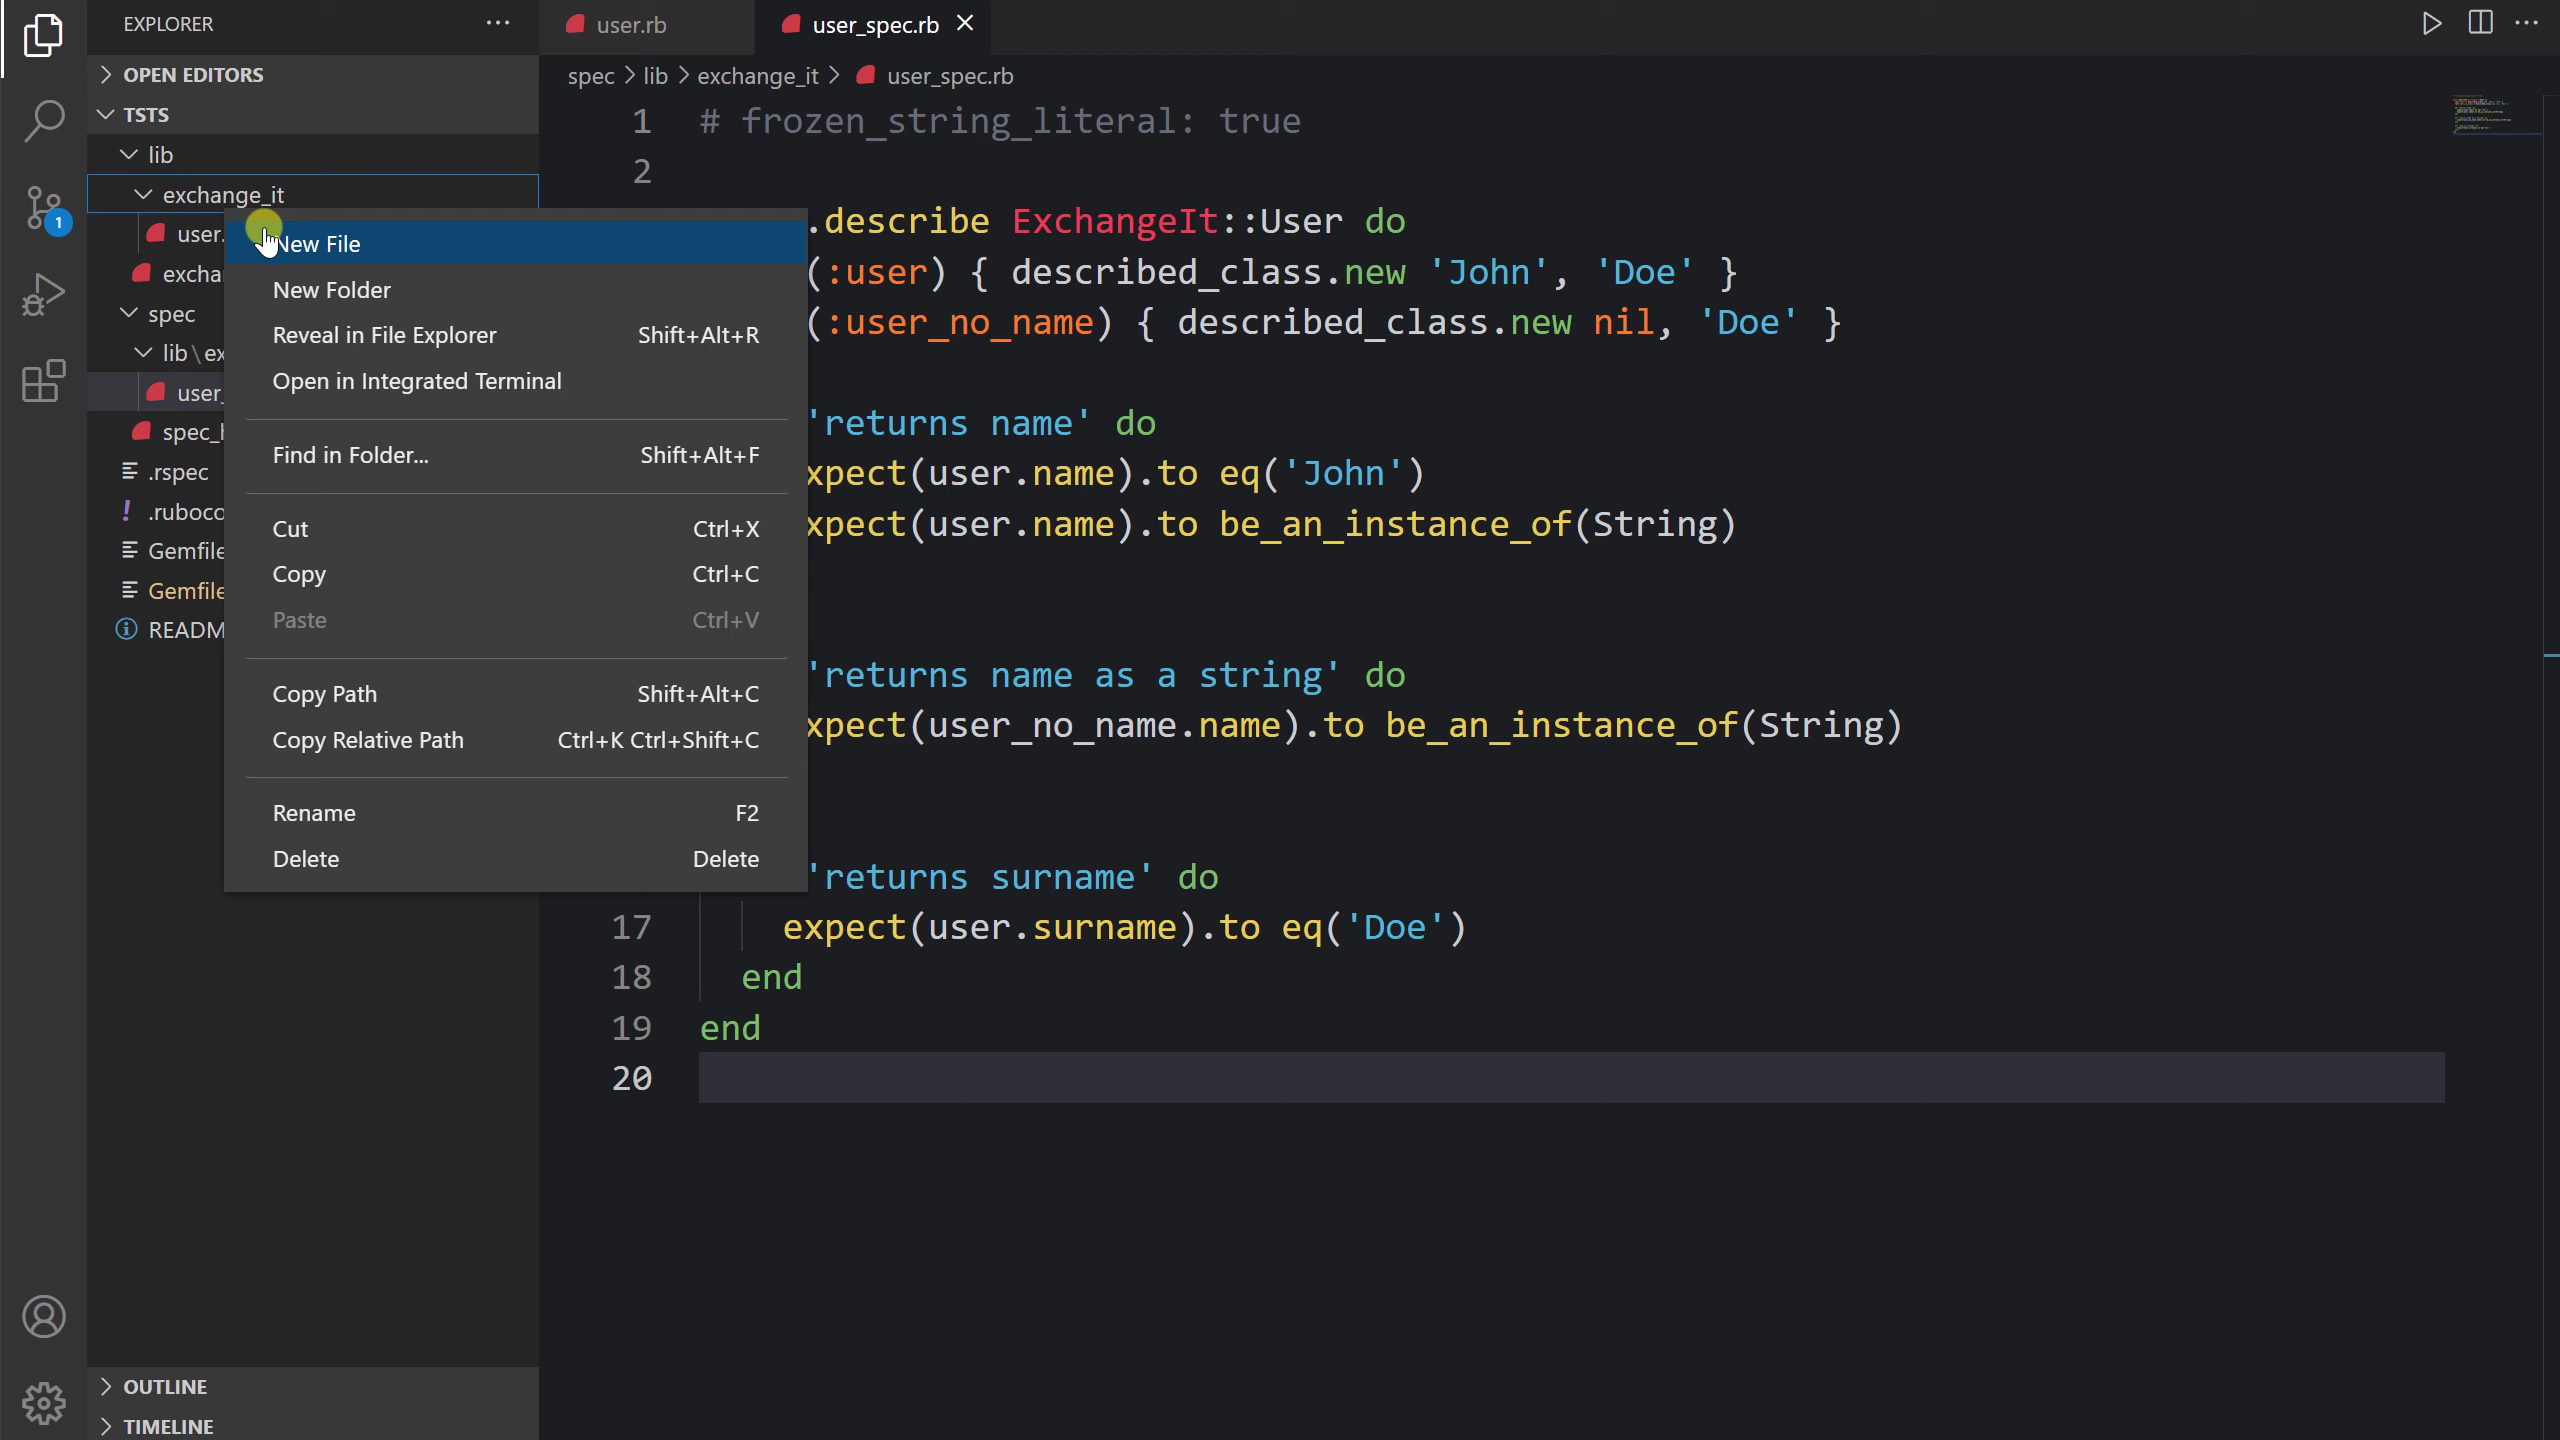 EXPLORER
OPEN EDITORS
TSTS
lib
exchange_it
user.
excha
spec
lib\ex
user_
spec_h
.rspec
.ruboco
Gemfile
Gemfile
READM
OUTLINE
TIMELINE
1
New File
New Folder
Reveal in File Explorer Shift+Alt+R
Open in Integrated Terminal
Find in Folder... Shift+Alt+F
Cut Ctrl+X
Copy Ctrl+C
Paste Ctrl+V
Copy Path Shift+Alt+C
Copy Relative Path Ctrl+K Ctrl+Shift+C
Rename F2
Delete Delete
user.rb
user_spec.rb
spec > lib > exchange_it > user_spec.rb
1 # frozen_string_literal: true
2
.describe ExchangeIt::User do
(:user) { described_class.new 'John', 'Doe' }
(:user_no_name) { described_class.new nil, 'Doe' }
'returns name' do
xpect(user.name).to eq('John')
xpect(user.name).to be_an_instance_of(String)
'returns name as a string' do
xpect(user_no_name.name).to be_an_instance_of(String)
'returns surname' do
17 expect(user.surname).to eq('Doe')
18 end
19 end
20